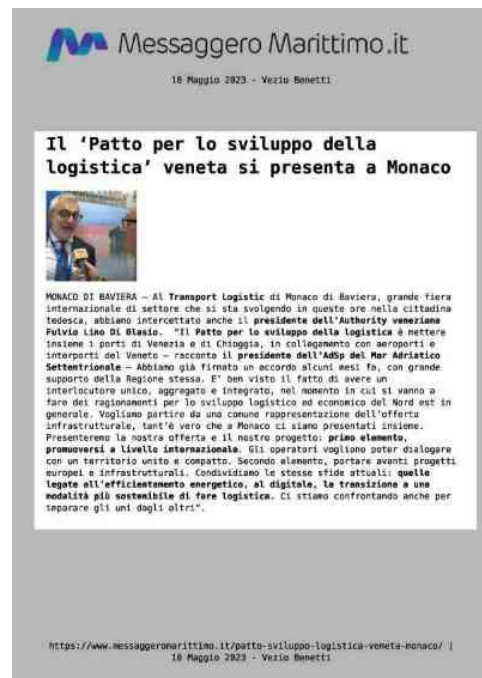 Messaggero Marittimo.it
18 Maggio 2023 - Vezio Benetti
Il ‘Patto per lo sviluppo della
logistica’ veneta si presenta a Monaco
MONACO DI BAVIERA – Al Transport Logistic di Monaco di Baviera, grande fiera
internazionale di settore che si sta svolgendo in queste ore nella cittadina
tedesca, abbiamo intercettato anche il presidente dell’Authority veneziana
Fulvio Lino Di Blasio. “Il Patto per lo sviluppo della logistica è mettere
insieme i porti di Venezia e di Chioggia, in collegamento con aeroporti e
interporti del Veneto – racconta il presidente dell’AdSp del Mar Adriatico
Settentrionale – Abbiamo già firmato un accordo alcuni mesi fa, con grande
supporto della Regione stessa. E’ ben visto il fatto di avere un
interlocutore unico, aggregato e integrato, nel momento in cui si vanno a
fare dei ragionamenti per lo sviluppo logistico ed economico del Nord est in
generale. Vogliamo partire da una comune rappresentazione dell’offerta
infrastrutturale, tant’è vero che a Monaco ci siamo presentati insieme.
Presenteremo la nostra offerta e il nostro progetto: primo elemento,
promuoversi a livello internazionale. Gli operatori vogliono poter dialogare
con un territorio unito e compatto. Secondo elemento, portare avanti progetti
europei e infrastrutturali. Condividiamo le stesse sfide attuali: quelle
legate all’efficientamento energetico, al digitale, la transizione a una
modalità più sostenibile di fare logistica. Ci stiamo confrontando anche per
imparare gli uni dagli altri”.
https://www.messaggeromarittimo.it/patto-sviluppo-logistica-veneta-monaco/ |
18 Maggio 2023 - Vezio Benetti